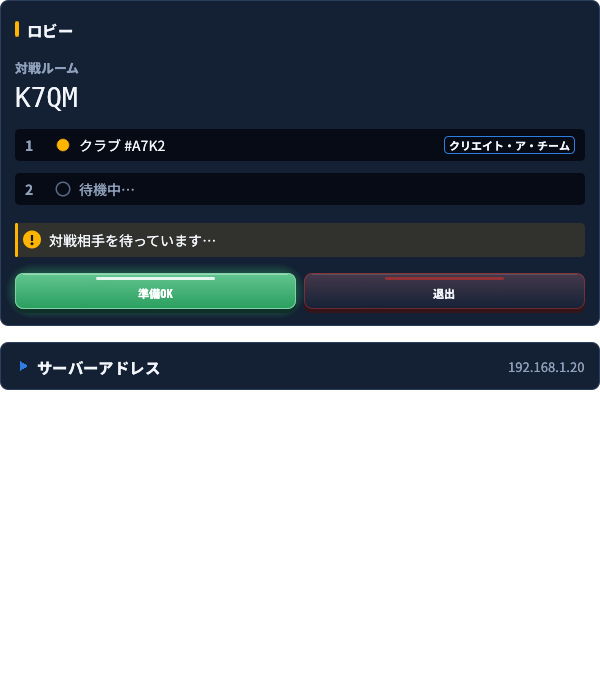 ロビー
対戦ルーム
K7QM
1 クラブ #A7K2 クリエイト・ア・チーム
2 待機中…
対戦相手を待っています…
準備OK 退出
サーバーアドレス 192.168.1.20